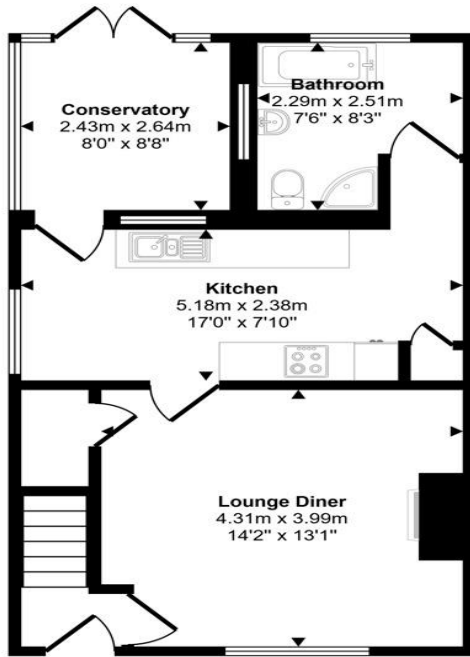 Conservatory
2.43m x 2.64m
8'0" x 8'8"
Bathroom
2.29m x 2.51m
7'6" x 8'3"
Kitchen
5.18m x 2.38m
17'0" x 7'10"
Lounge Diner
4.31m x 3.99m
14'2" x 13'1"